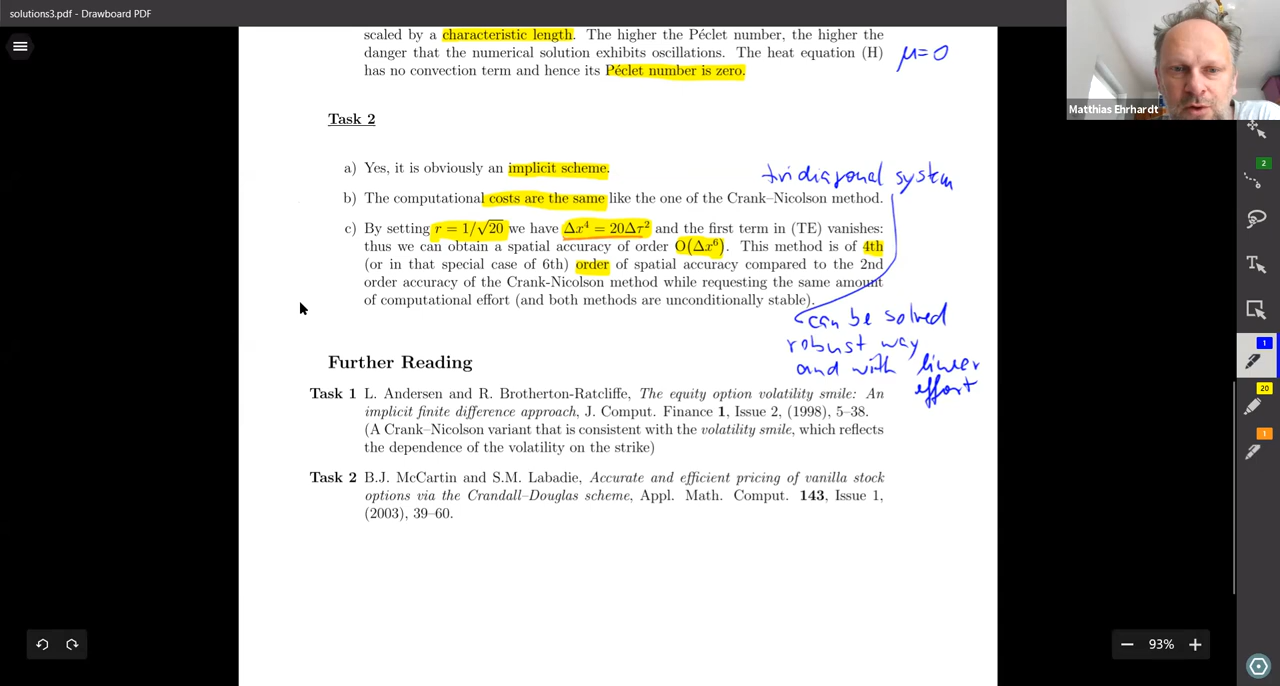 solutions3.pdf - Drawboard PDF
scaled by a characteristic length. The higher the Péclet number, the higher the
danger that the numerical solution exhibits oscillations. The heat equation (H)
has no convection term and hence its Péclet number is zero.
μ=0
Matthias Ehrhardt
Task 2
a) Yes, it is obviously an implicit scheme.
tridiagonal system
b) The computational costs are the same like the one of the Crank–Nicolson method.
c) By setting r = 1/√20 we have Δx⁴ = 20Δτ² and the first term in (TE) vanishes:
thus we can obtain a spatial accuracy of order O(Δx⁶). This method is of 4th
(or in that special case of 6th) order of spatial accuracy compared to the 2nd
order accuracy of the Crank-Nicolson method while requesting the same amount
of computational effort (and both methods are unconditionally stable).
can be solved
robust way
and with linear
effort
Further Reading
Task 1 L. Andersen and R. Brotherton-Ratcliffe, The equity option volatility smile: An
implicit finite difference approach, J. Comput. Finance 1, Issue 2, (1998), 5–38.
(A Crank–Nicolson variant that is consistent with the volatility smile, which reflects
the dependence of the volatility on the strike)
Task 2 B.J. McCartin and S.M. Labadie, Accurate and efficient pricing of vanilla stock
options via the Crandall–Douglas scheme, Appl. Math. Comput. 143, Issue 1,
(2003), 39–60.
2
1
20
1
93%